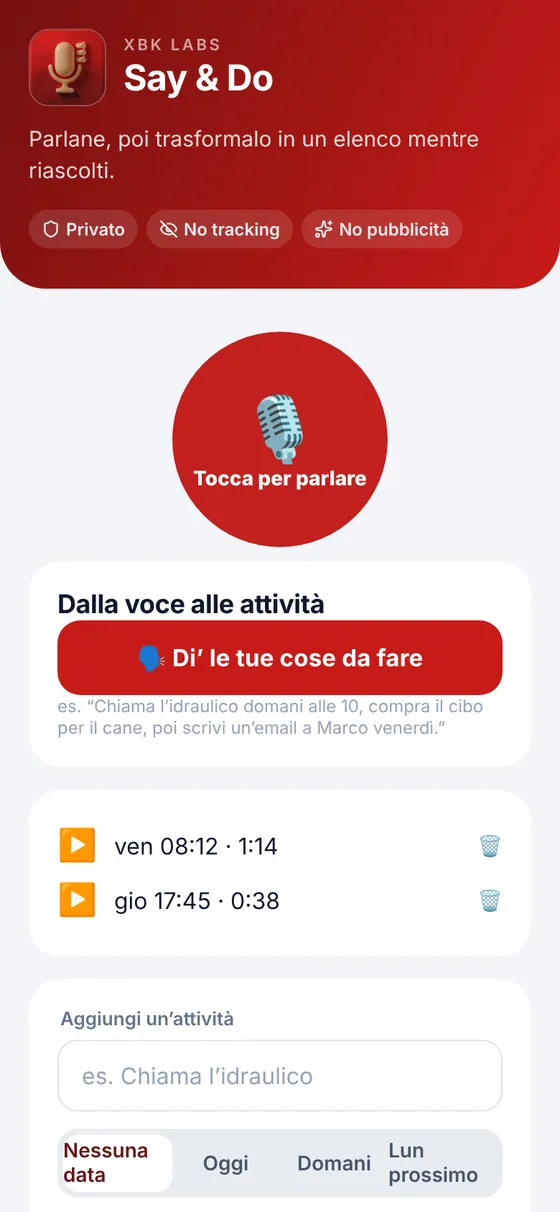 XBK LABS
Say & Do
Parlane, poi trasformalo in un elenco mentre
riascolti.
Privato
No tracking
No pubblicità
Tocca per parlare
Dalla voce alle attività
Di’ le tue cose da fare
es. “Chiama l’idraulico domani alle 10, compra il cibo
per il cane, poi scrivi un’email a Marco venerdì.”
ven 08:12 · 1:14
gio 17:45 · 0:38
Aggiungi un’attività
es. Chiama l’idraulico
Nessuna
data
Oggi
Domani
Lun
prossimo